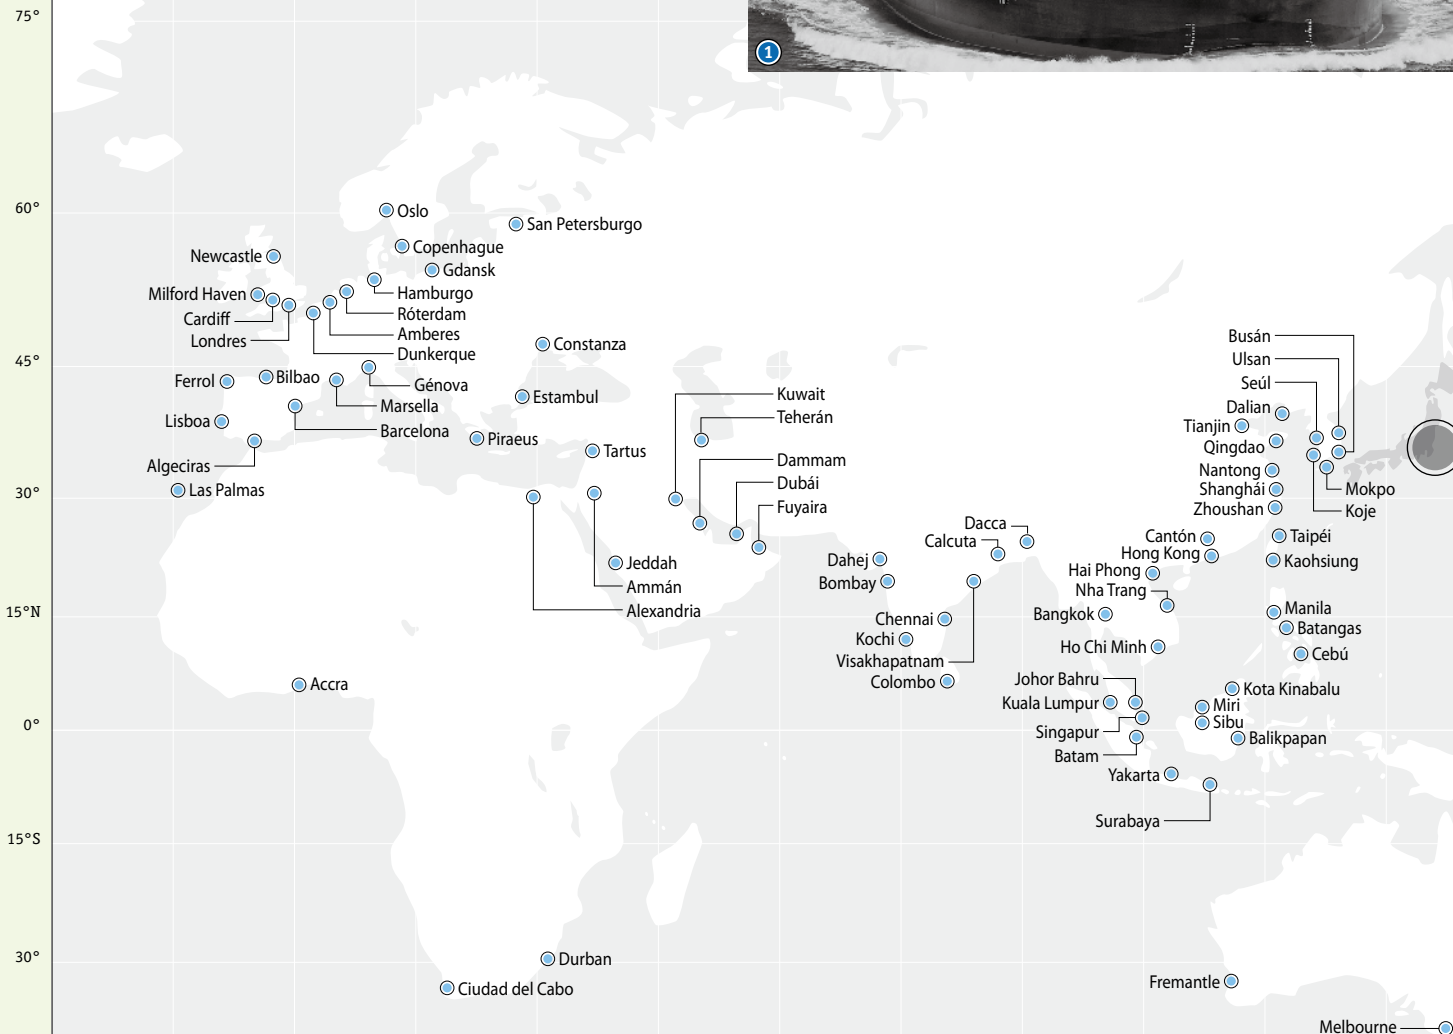 75°
1
60°
45°
30°
15°N
0°
15°S
30°
Oslo
San Petersburgo
Copenhague
Newcastle
Gdansk
Milford Haven
Hamburgo
Cardiff
Róterdam
Londres
Amberes
Dunkerque
Constanza
Ferrol
Bilbao
Génova
Marsella
Estambul
Lisboa
Barcelona
Piraeus
Algeciras
Tartus
Las Palmas
Kuwait
Teherán
Dammam
Dubái
Fuyaira
Jeddah
Ammán
Alexandria
Accra
Durban
Ciudad del Cabo
Dacca
Calcuta
Dahej
Bombay
Chennai
Kochi
Visakhapatnam
Colombo
Busán
Ulsan
Seúl
Dalian
Tianjin
Qingdao
Nantong
Shanghái
Zhoushan
Mokpo
Koje
Cantón
Hong Kong
Taipéi
Kaohsiung
Hai Phong
Nha Trang
Bangkok
Ho Chi Minh
Manila
Batangas
Cebú
Johor Bahru
Kuala Lumpur
Singapur
Batam
Kota Kinabalu
Miri
Sibu
Balikpapan
Yakarta
Surabaya
Fremantle
Melbourne